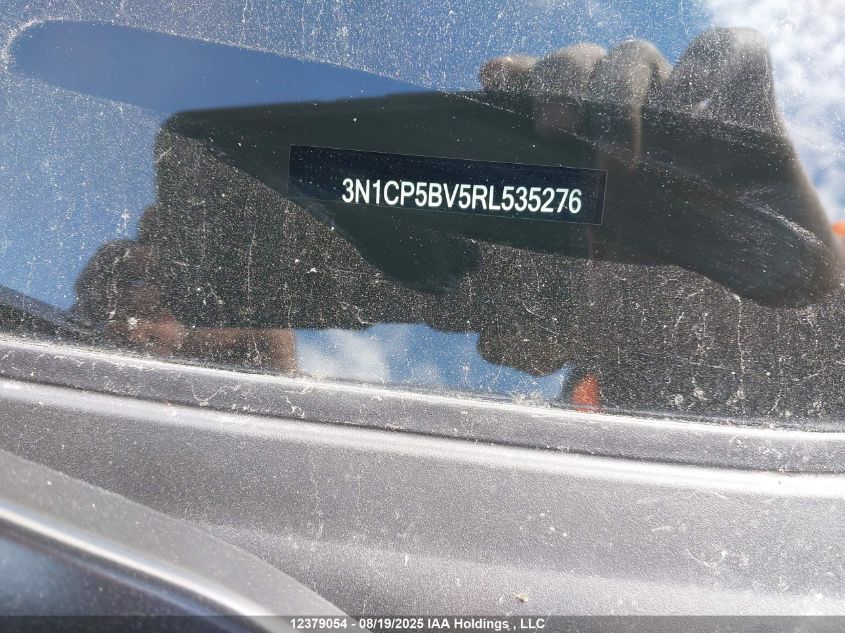 3N1CP5BV5RL535276
12379054 - 08/19/2025 IAA Holdings , LLC